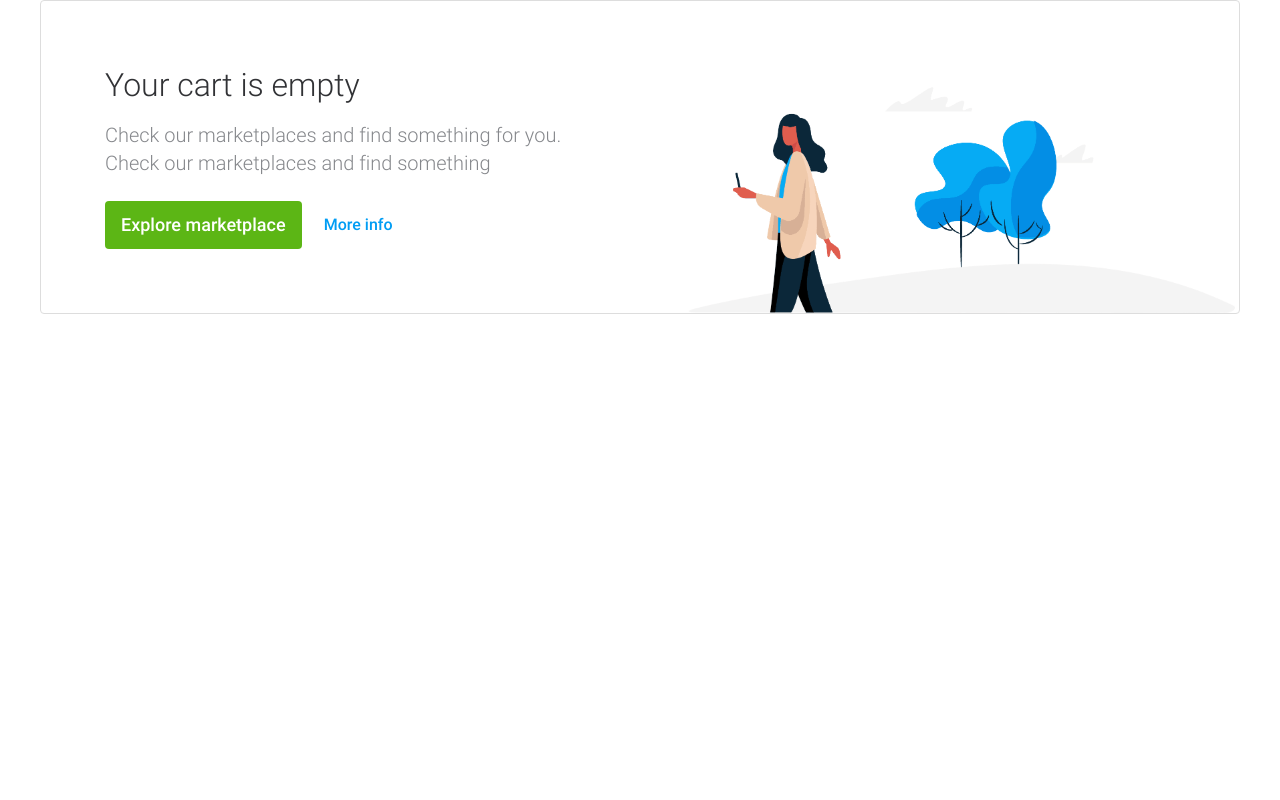 Your cart is empty
Check our marketplaces and find something for you.
Check our marketplaces and find something
Explore marketplace
More info